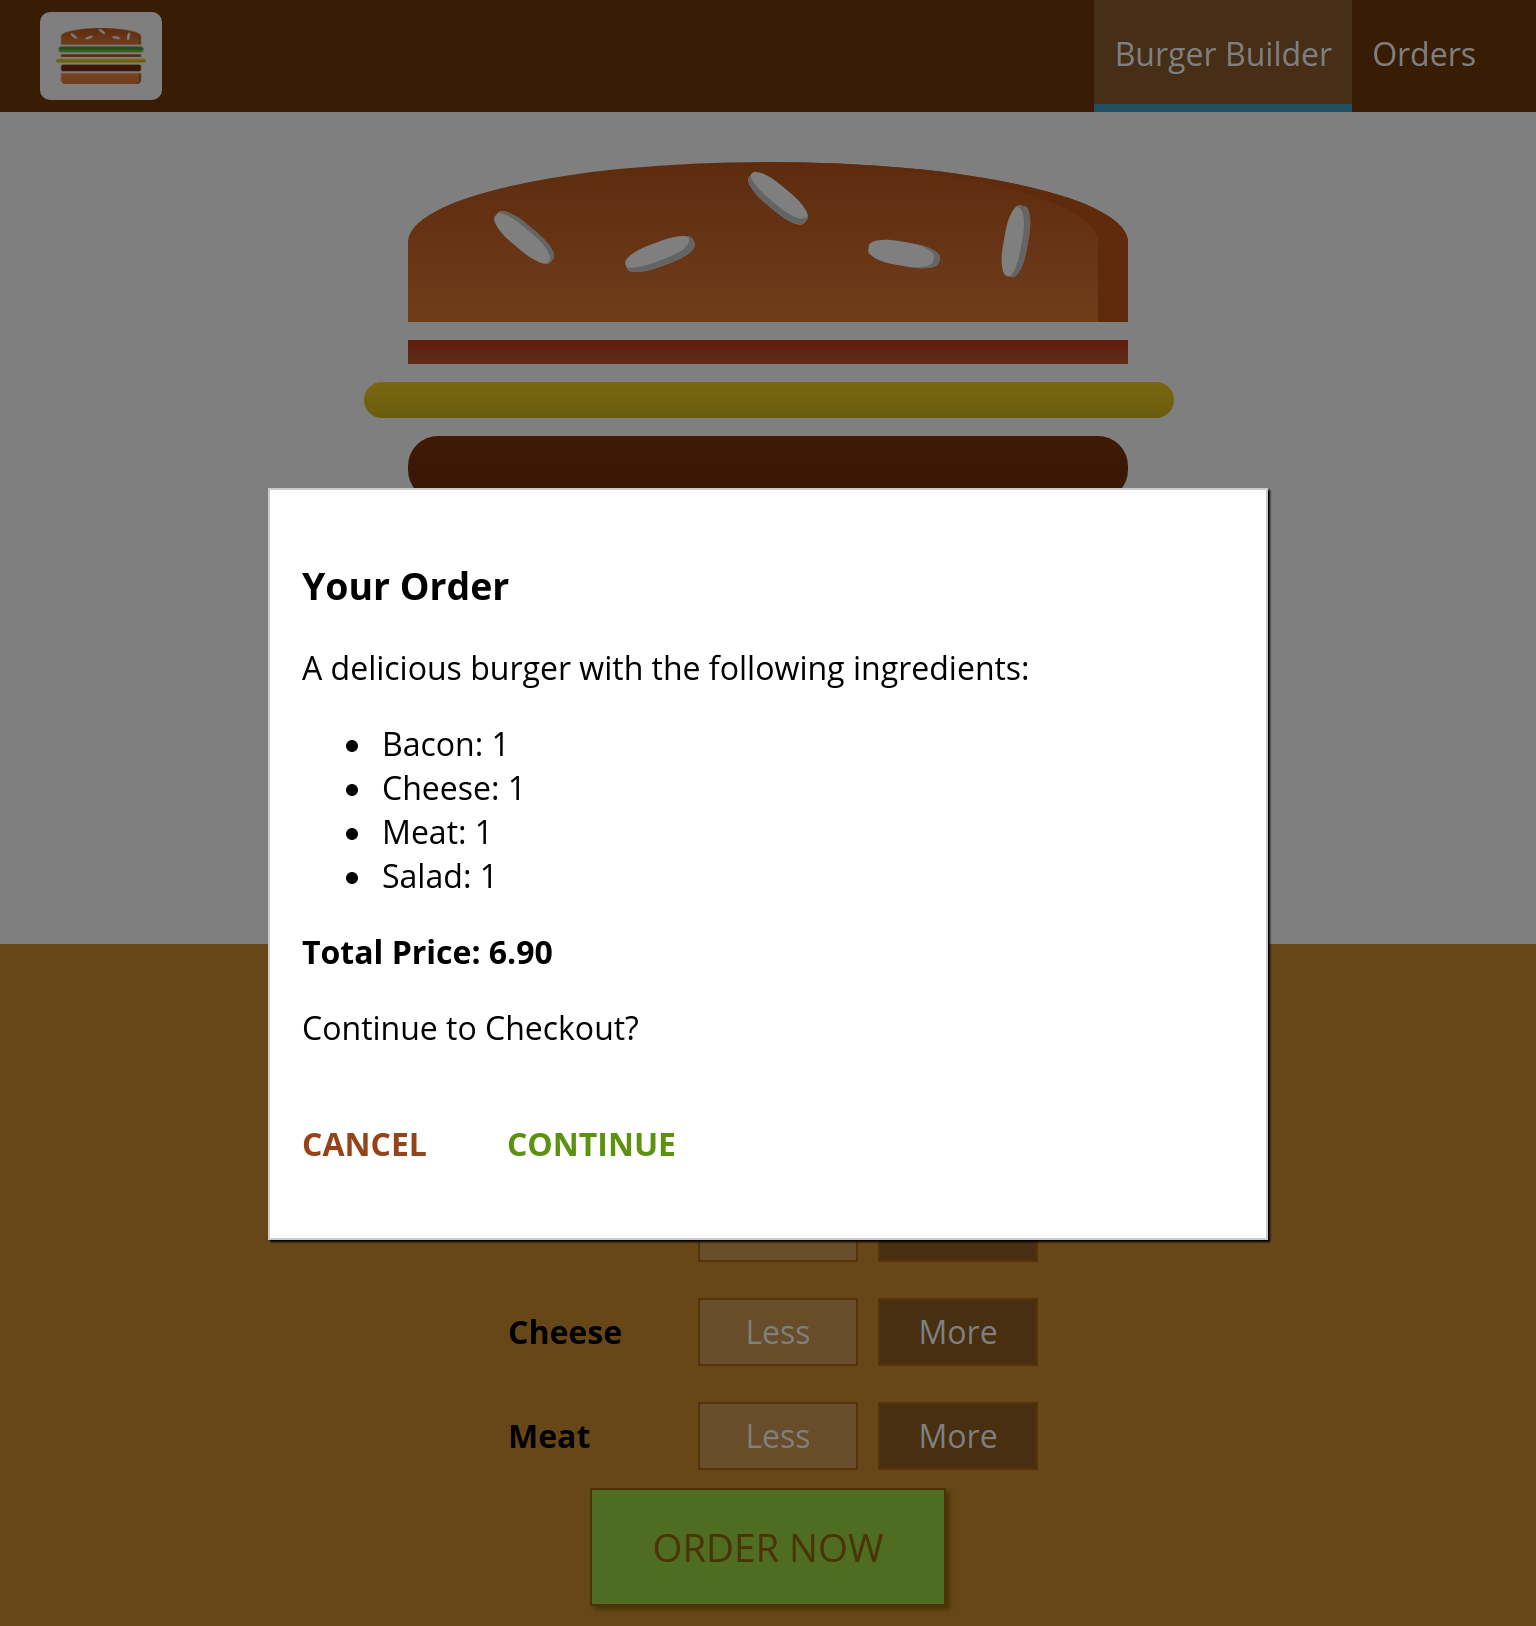 Burger Builder
Orders
Your Order
A delicious burger with the following ingredients:
Bacon: 1
Cheese: 1
Meat: 1
Salad: 1
Total Price: 6.90
Continue to Checkout?
CANCEL CONTINUE
Cheese Less More
Meat Less More
ORDER NOW